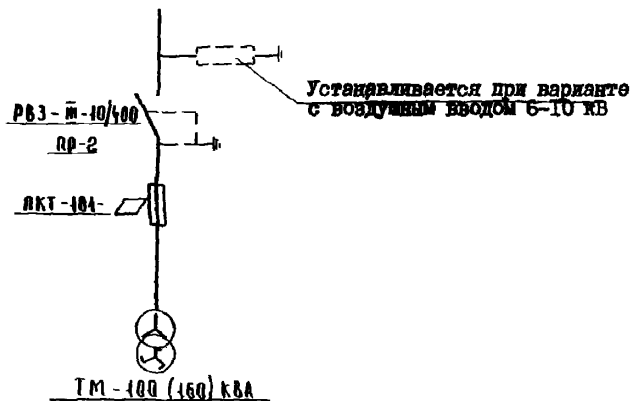 Устанавливается при варианте
с воздушным вводом 6-10 кВ
РВЗ-Ⅲ-10/400
ПР-2
ПКТ-101-
ТМ-100 (160) КВА